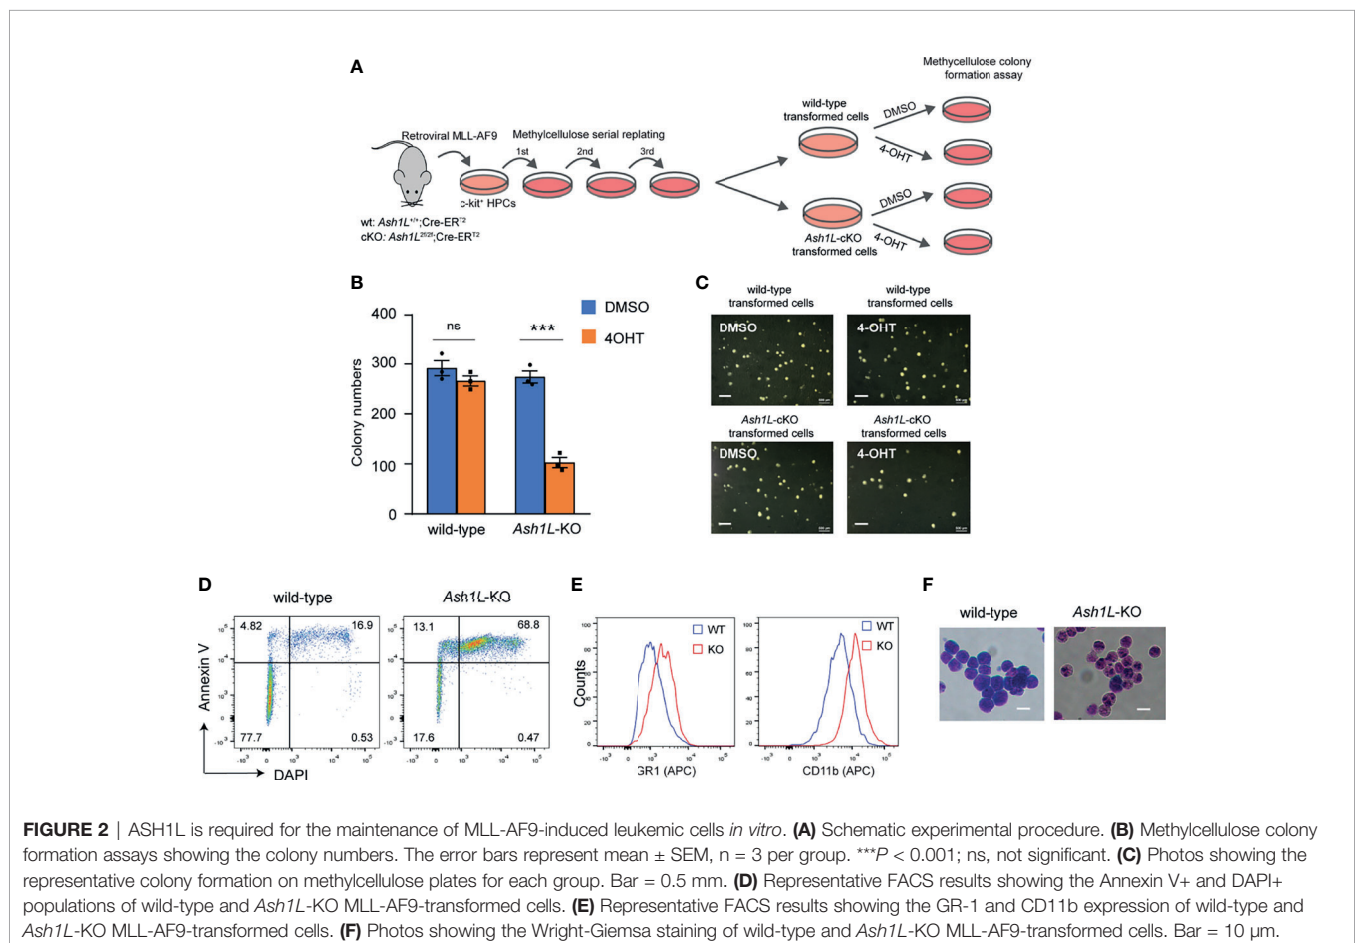 A
Methycellulose colony
formation assay
wild-type
transformed cells
DMSO
4-OHT
Retroviral MLL-AF9
Methylcellulose serial replating
1st
2nd
3rd
c-kit⁺ HPCs
wt: Ash1L⁺/⁺;Cre-ERᵀ²
cKO: Ash1L²ᶠ/²ᶠ;Cre-ERᵀ²
DMSO
4-OHT
Ash1L-cKO
transformed cells
B
DMSO
4OHT
Colony numbers
400
300
200
100
0
ns
***
wild-type
Ash1L-KO
C
wild-type
transformed cells
wild-type
transformed cells
DMSO
4-OHT
Ash1L-cKO
transformed cells
Ash1L-cKO
transformed cells
DMSO
4-OHT
D
wild-type
Ash1L-KO
4.82
16.9
77.7
0.53
13.1
68.8
17.6
0.47
Annexin V
DAPI
E
WT
KO
WT
KO
Counts
GR1 (APC)
CD11b (APC)
F
wild-type
Ash1L-KO
FIGURE 2 | ASH1L is required for the maintenance of MLL-AF9-induced leukemic cells in vitro. (A) Schematic experimental procedure. (B) Methylcellulose colony
formation assays showing the colony numbers. The error bars represent mean ± SEM, n = 3 per group. ***P < 0.001; ns, not significant. (C) Photos showing the
representative colony formation on methylcellulose plates for each group. Bar = 0.5 mm. (D) Representative FACS results showing the Annexin V+ and DAPI+
populations of wild-type and Ash1L-KO MLL-AF9-transformed cells. (E) Representative FACS results showing the GR-1 and CD11b expression of wild-type and
Ash1L-KO MLL-AF9-transformed cells. (F) Photos showing the Wright-Giemsa staining of wild-type and Ash1L-KO MLL-AF9-transformed cells. Bar = 10 µm.